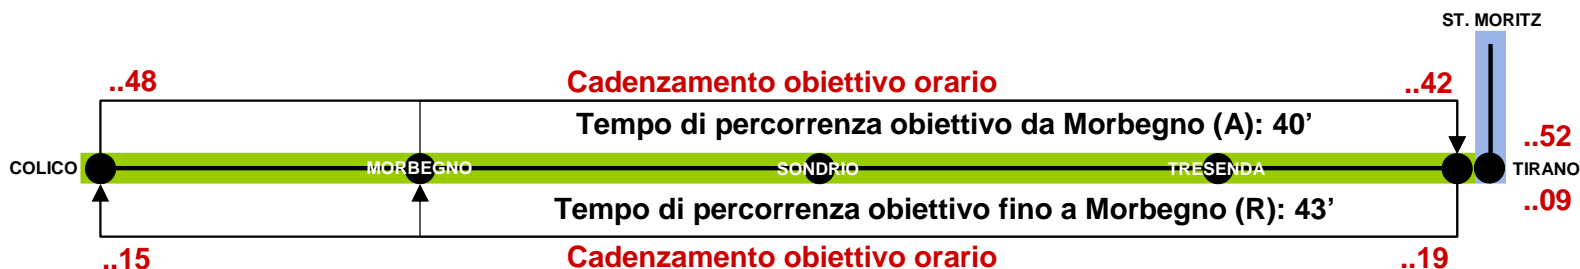 ST. MORITZ
..48
Cadenzamento obiettivo orario
..42
Tempo di percorrenza obiettivo da Morbegno (A): 40’
..52
COLICO
MORBEGNO
SONDRIO
TRESENDA
TIRANO
..09
Tempo di percorrenza obiettivo fino a Morbegno (R): 43’
..15
Cadenzamento obiettivo orario
..19